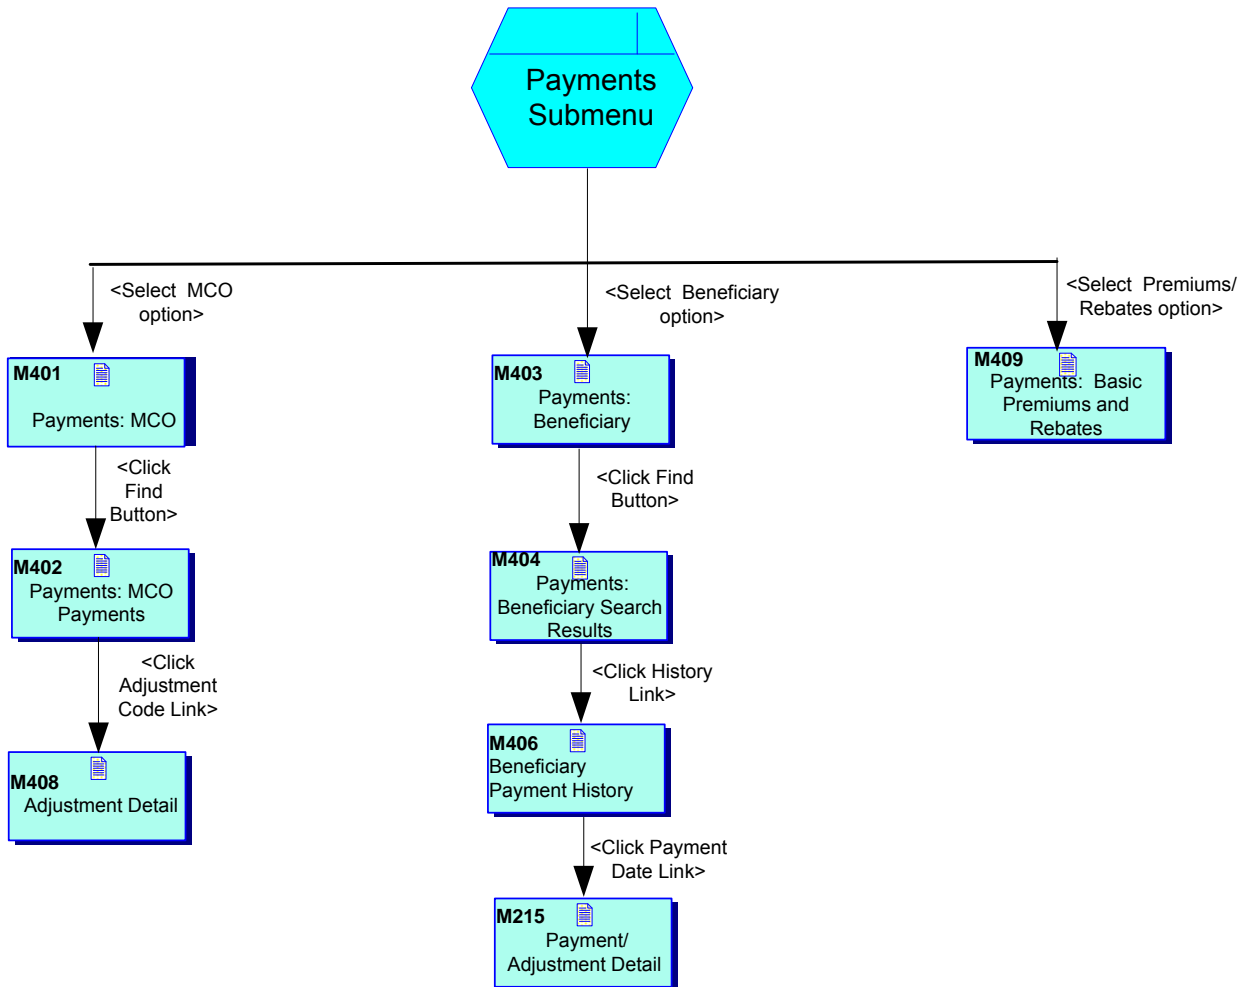 Payments
Submenu
<Select MCO
option>
<Select Beneficiary
option>
<Select Premiums/
Rebates option>
M401
Payments: MCO
M403
Payments:
Beneficiary
M409
Payments: Basic
Premiums and
Rebates
<Click
Find
Button>
<Click Find
Button>
M402
Payments: MCO
Payments
M404
Payments:
Beneficiary Search
Results
<Click
Adjustment
Code Link>
<Click History
Link>
M408
Adjustment Detail
M406
Beneficiary
Payment History
<Click Payment
Date Link>
M215
Payment/
Adjustment Detail